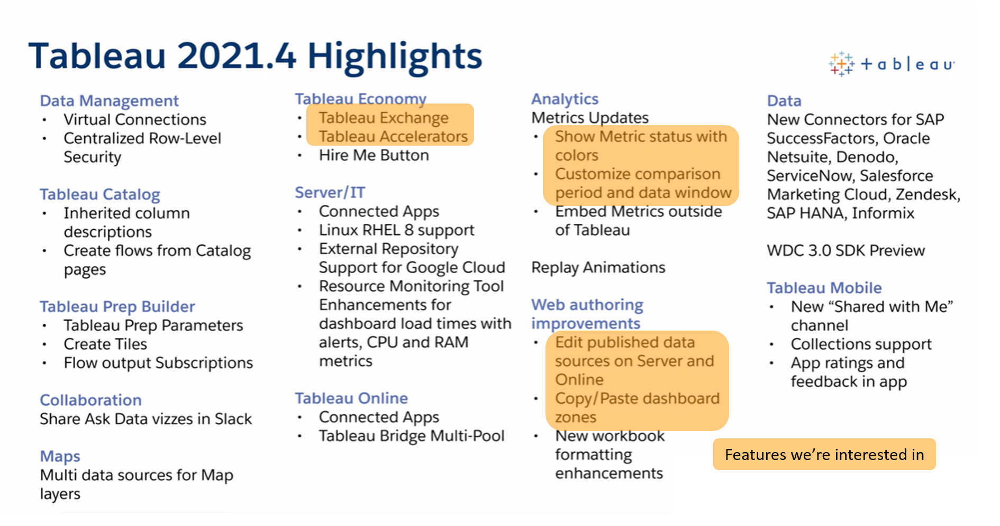 Tableau 2021.4 Highlights
+ a b l e a u
Data Management
• Virtual Connections
• Centralized Row-Level
Security
Tableau Catalog
• Inherited column
descriptions
• Create flows from Catalog
pages
Tableau Prep Builder
• Tableau Prep Parameters
• Create Tiles
• Flow output Subscriptions
Collaboration
Share Ask Data vizzes in Slack
Maps
Multi data sources for Map
layers
Tableau Economy
• Tableau Exchange
• Tableau Accelerators
• Hire Me Button
Server/IT
• Connected Apps
• Linux RHEL 8 support
• External Repository
Support for Google Cloud
• Resource Monitoring Tool
Enhancements for
dashboard load times with
alerts, CPU and RAM
metrics
Tableau Online
• Connected Apps
• Tableau Bridge Multi-Pool
Analytics
Metrics Updates
• Show Metric status with
colors
• Customize comparison
period and data window
• Embed Metrics outside
of Tableau
Replay Animations
Web authoring
improvements
• Edit published data
sources on Server and
Online
• Copy/Paste dashboard
zones
• New workbook
formatting
enhancements
Data
New Connectors for SAP
SuccessFactors, Oracle
Netsuite, Denodo,
ServiceNow, Salesforce
Marketing Cloud, Zendesk,
SAP HANA, Informix
WDC 3.0 SDK Preview
Tableau Mobile
• New “Shared with Me”
channel
• Collections support
• App ratings and
feedback in app
Features we’re interested in